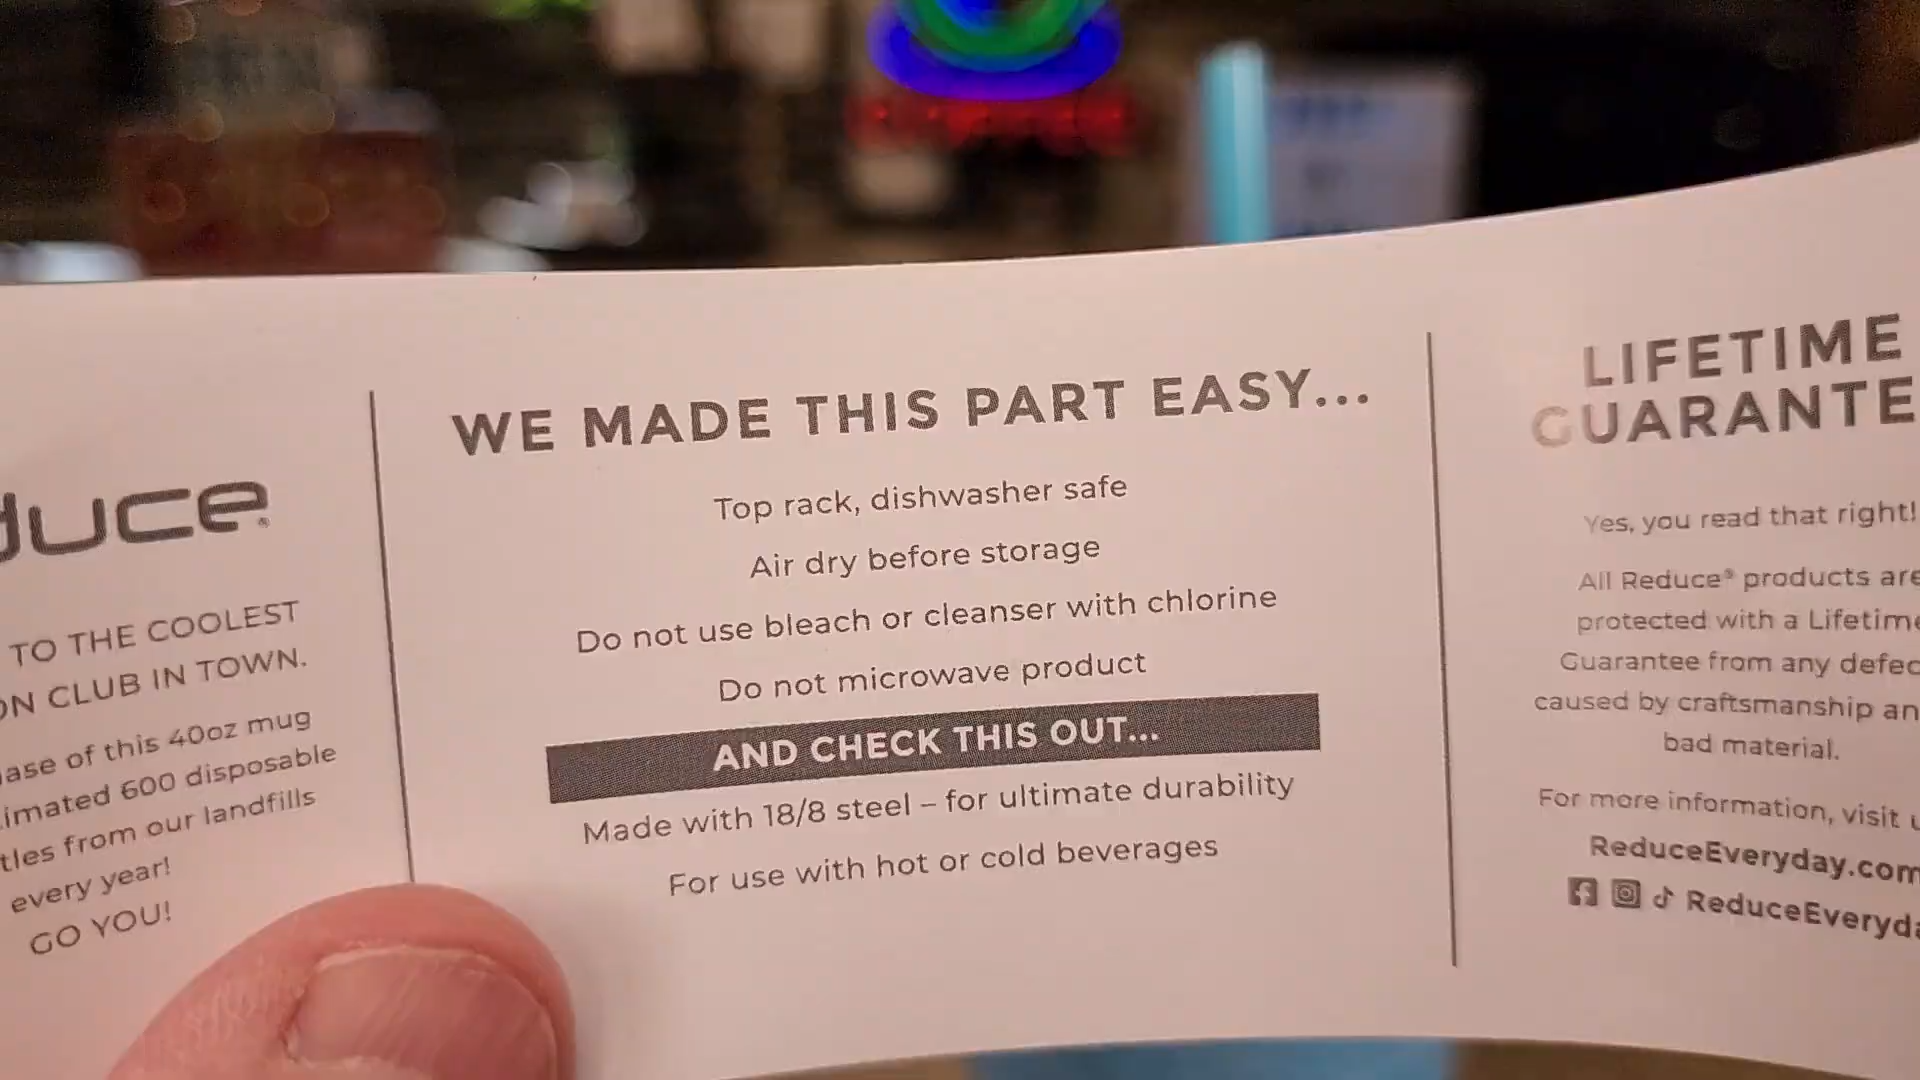 duce®
TO THE COOLEST
ON CLUB IN TOWN.
ase of this 40oz mug
imated 600 disposable
tles from our landfills
every year!
GO YOU!
WE MADE THIS PART EASY...
Top rack, dishwasher safe
Air dry before storage
Do not use bleach or cleanser with chlorine
Do not microwave product
AND CHECK THIS OUT...
Made with 18/8 steel – for ultimate durability
For use with hot or cold beverages
LIFETIME
GUARANTE
Yes, you read that right!
All Reduce® products are
protected with a Lifetime
Guarantee from any defec
caused by craftsmanship an
bad material.
For more information, visit u
ReduceEveryday.com
ReduceEveryda